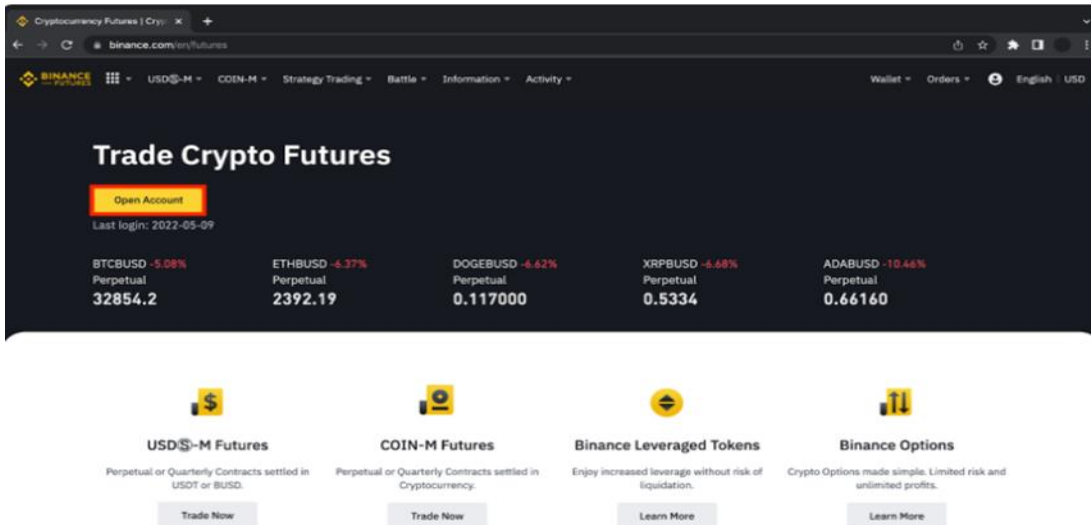 Cryptocurrency Futures | Cryp
binance.com/en/futures
BINANCE
FUTURES
USDⓈ-M
COIN-M
Strategy Trading
Battle
Information
Activity
Wallet
Orders
English
USD
Trade Crypto Futures
Open Account
Last login: 2022-05-09
BTCBUSD -5.08%
Perpetual
32854.2
ETHBUSD -6.37%
Perpetual
2392.19
DOGEBUSD -6.62%
Perpetual
0.117000
XRPBUSD -6.68%
Perpetual
0.5334
ADABUSD -10.46%
Perpetual
0.66160
USDⓈ-M Futures
Perpetual or Quarterly Contracts settled in
USDT or BUSD.
Trade Now
COIN-M Futures
Perpetual or Quarterly Contracts settled in
Cryptocurrency.
Trade Now
Binance Leveraged Tokens
Enjoy increased leverage without risk of
liquidation.
Learn More
Binance Options
Crypto Options made simple. Limited risk and
unlimited profits.
Learn More